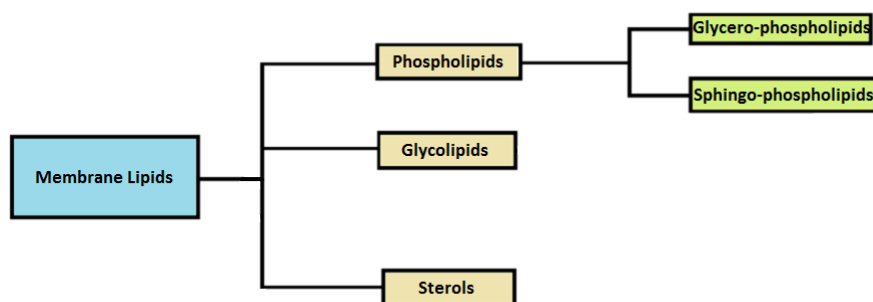 Glycero-phospholipids
Phospholipids
Sphingo-phospholipids
Glycolipids
Membrane Lipids
Sterols